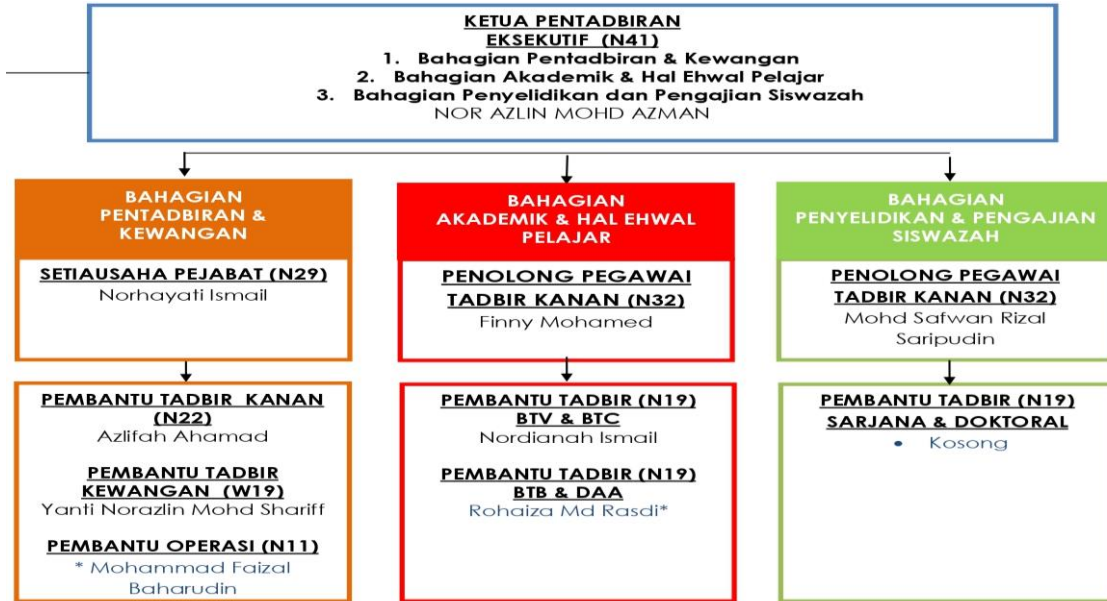 KETUA PENTADBIRAN
EKSEKUTIF (N41)
1. Bahagian Pentadbiran & Kewangan
2. Bahagian Akademik & Hal Ehwal Pelajar
3. Bahagian Penyelidikan dan Pengajian Siswazah
NOR AZLIN MOHD AZMAN
BAHAGIAN
PENTADBIRAN &
KEWANGAN
SETIAUSAHA PEJABAT (N29)
Norhayati Ismail
PEMBANTU TADBIR KANAN
(N22)
Azlifah Ahamad
PEMBANTU TADBIR
KEWANGAN (W19)
Yanti Norazlin Mohd Shariff
PEMBANTU OPERASI (N11)
* Mohammad Faizal
Baharudin
BAHAGIAN
AKADEMIK & HAL EHWAL
PELAJAR
PENOLONG PEGAWAI
TADBIR KANAN (N32)
Finny Mohamed
PEMBANTU TADBIR (N19)
BTV & BTC
Nordianah Ismail
PEMBANTU TADBIR (N19)
BTB & DAA
Rohaiza Md Rasdi*
BAHAGIAN
PENYELIDIKAN & PENGAJIAN
SISWAZAH
PENOLONG PEGAWAI
TADBIR KANAN (N32)
Mohd Safwan Rizal
Saripudin
PEMBANTU TADBIR (N19)
SARJANA & DOKTORAL
• Kosong